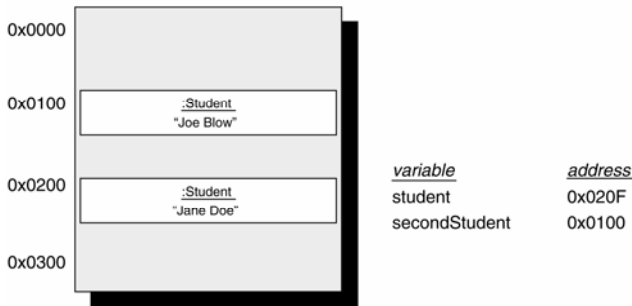 0x0000
0x0100
:Student
"Joe Blow"
0x0200
:Student
"Jane Doe"
0x0300
variable address
student 0x020F
secondStudent 0x0100